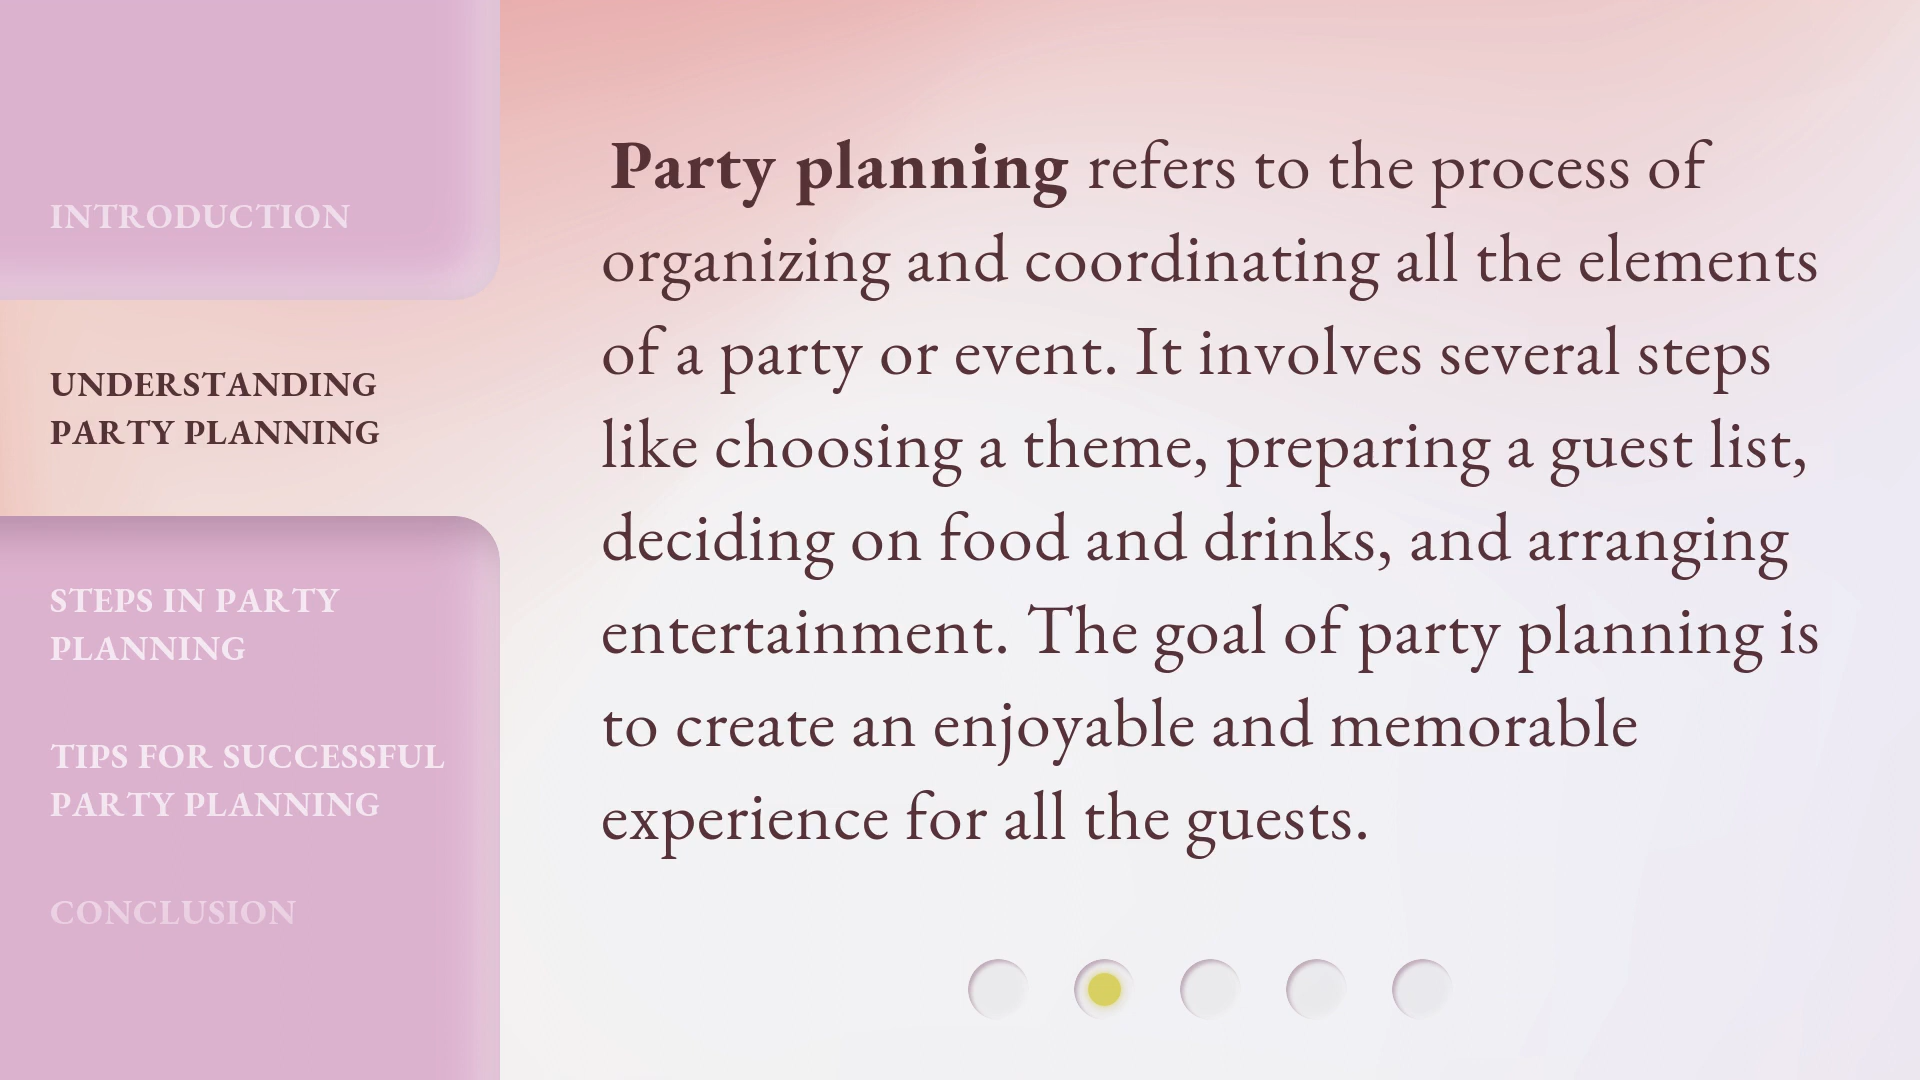 INTRODUCTION
UNDERSTANDING
PARTY PLANNING
STEPS IN PARTY
PLANNING
TIPS FOR SUCCESSFUL
PARTY PLANNING
CONCLUSION
Party planning refers to the process of
organizing and coordinating all the elements
of a party or event. It involves several steps
like choosing a theme, preparing a guest list,
deciding on food and drinks, and arranging
entertainment. The goal of party planning is
to create an enjoyable and memorable
experience for all the guests.